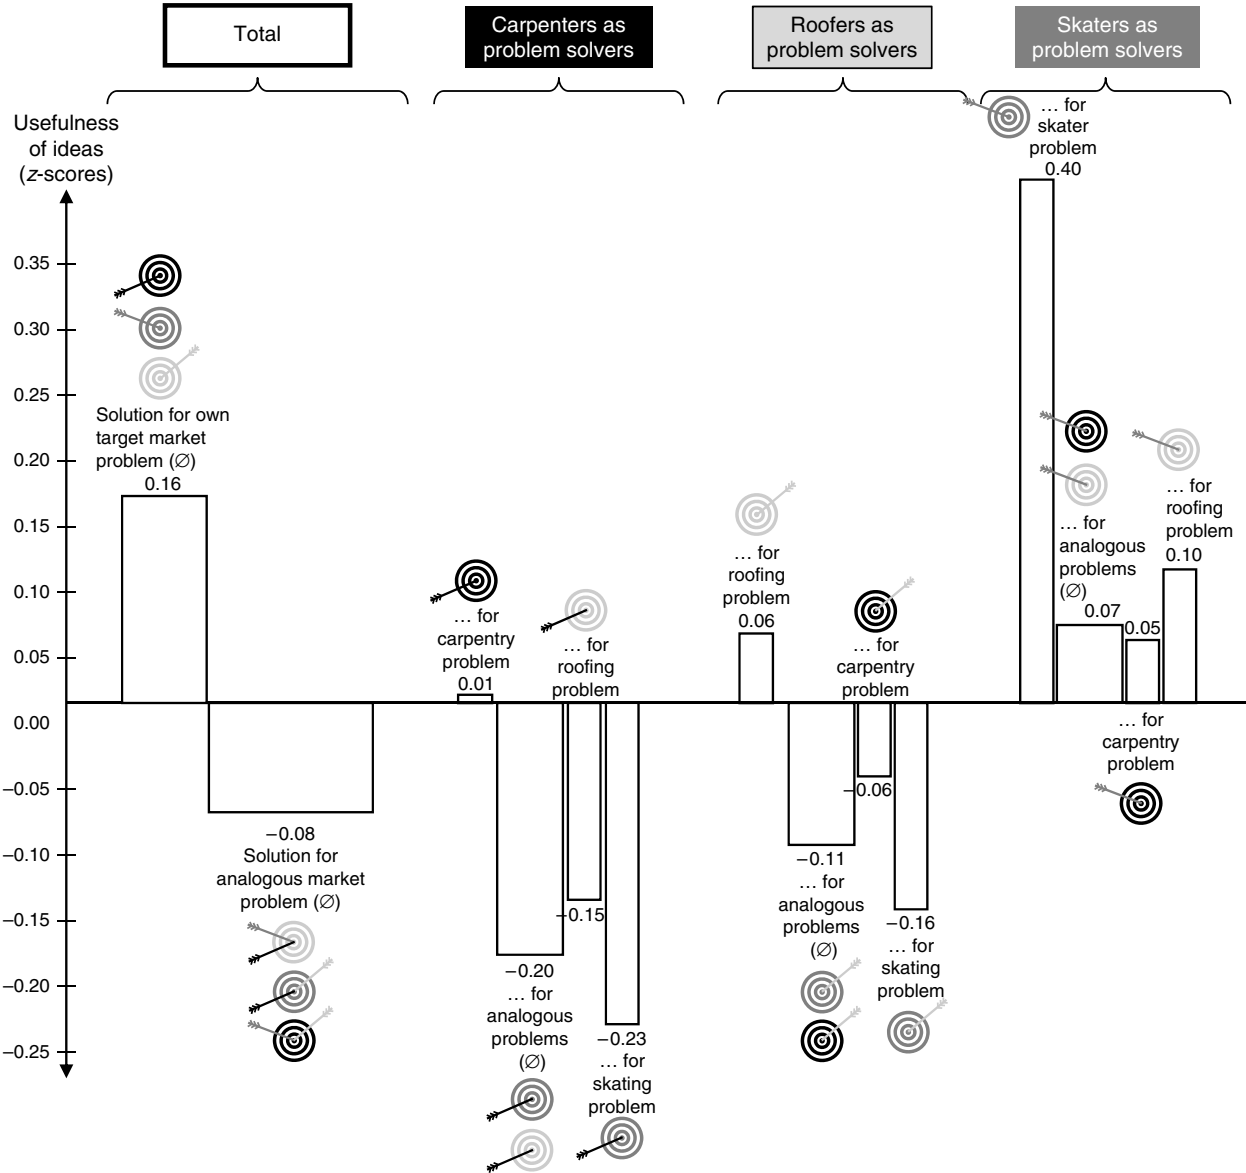 Total
Carpenters as
problem solvers
Roofers as
problem solvers
Skaters as
problem solvers
Usefulness
of ideas
(z-scores)
0.35
0.30
0.25
0.20
0.15
0.10
0.05
0.00
−0.05
−0.10
−0.15
−0.20
−0.25
Solution for own
target market
problem (∅)
0.16
−0.08
Solution for
analogous market
problem (∅)
… for
carpentry
problem
0.01
… for
roofing
problem
−0.15
−0.20
… for
analogous
problems
(∅)
−0.23
… for
skating
problem
… for
roofing
problem
0.06
… for
carpentry
problem
−0.06
−0.11
… for
analogous
problems
(∅)
−0.16
… for
skating
problem
… for
skater
problem
0.40
… for
analogous
problems
(∅)
0.07
0.05
… for
roofing
problem
0.10
… for
carpentry
problem